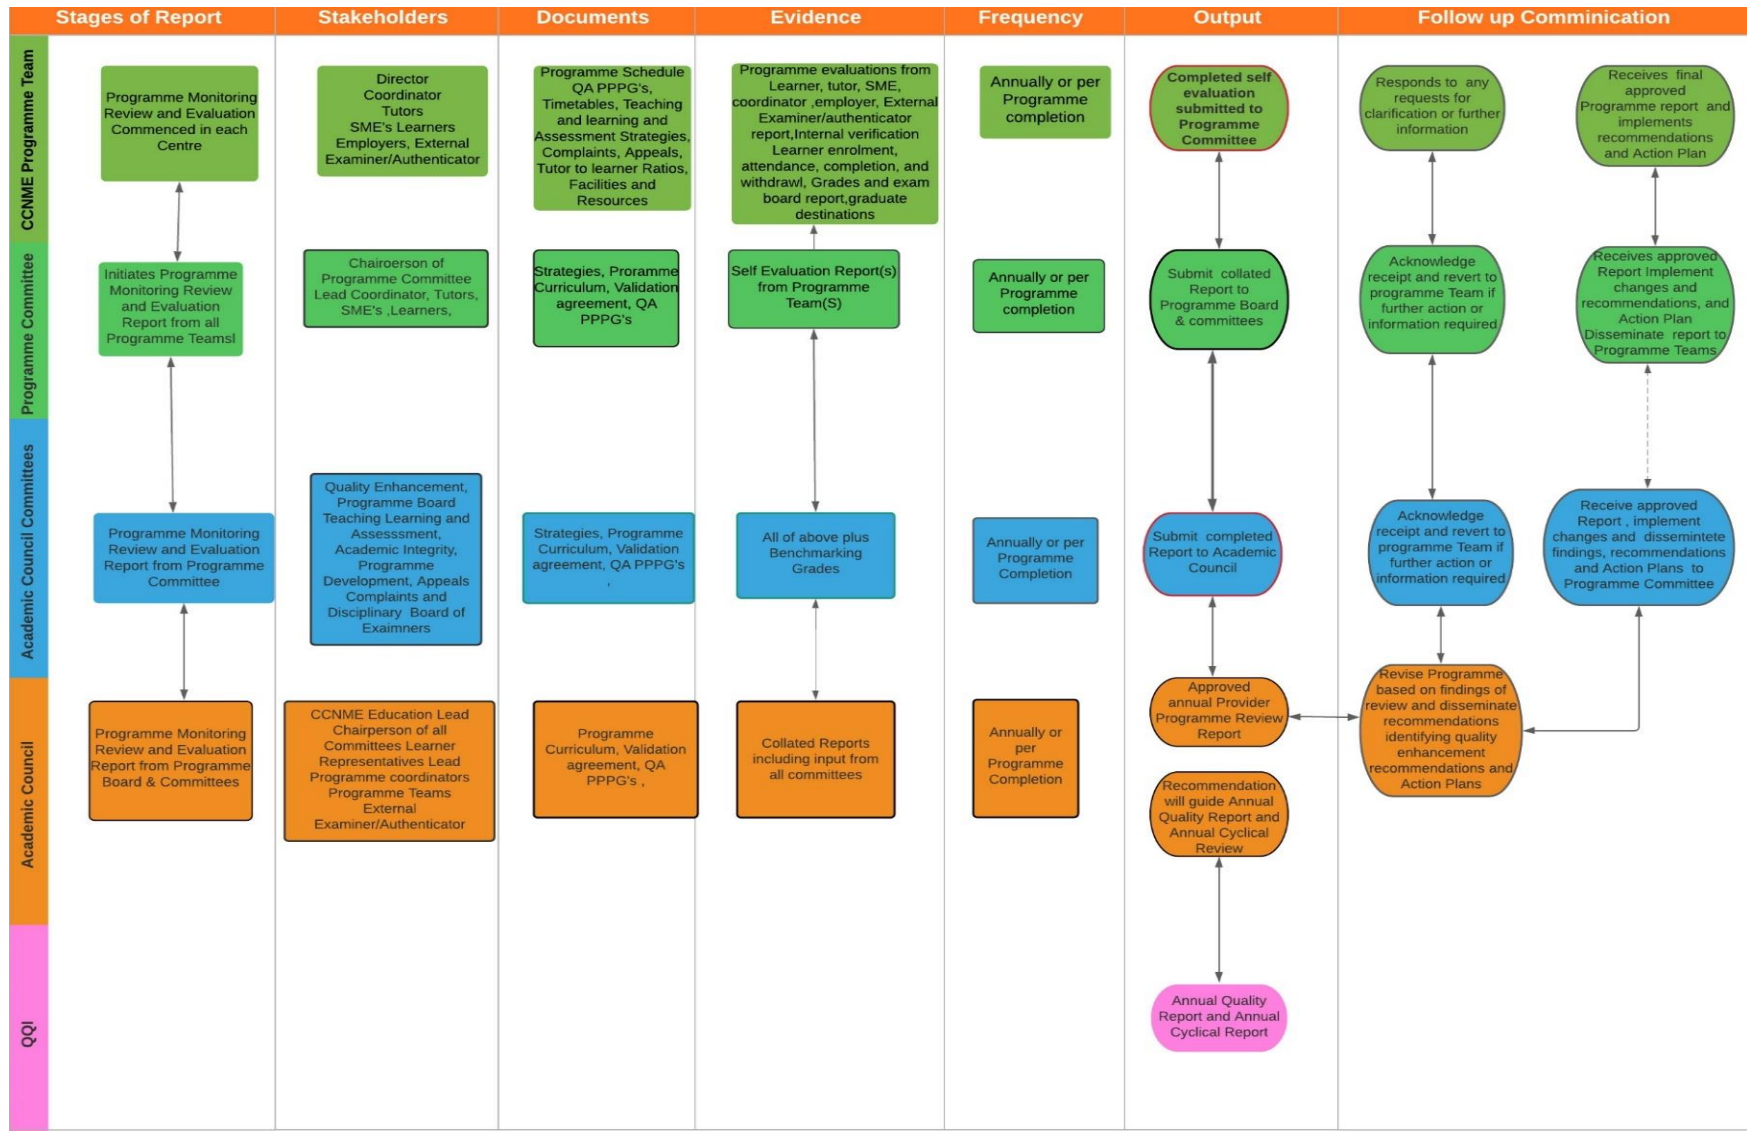 Stages of Report
Stakeholders
Documents
Evidence
Frequency
Output
Follow up Comminication
CCNME Programme Team
Programme Monitoring
Review and Evaluation
Commenced in each
Centre
Director
Coordinator
Tutors
SME's Learners
Employers, External
Examiner/Authenticator
Programme Schedule
QA PPPG's,
Timetables, Teaching
and learning and
Assessment Strategies,
Complaints, Appeals,
Tutor to learner Ratios,
Facilities and
Resources
Programme evaluations from
Learner, tutor, SME,
coordinator ,employer, External
Examiner/authenticator
report,Internal verification
Learner enrolment,
attendance, completion, and
withdrawl, Grades and exam
board report,graduate
destinations
Annually or per
Programme
completion
Completed self
evaluation
submitted to
Programme
Committee
Responds to any
requests for
clarification or further
information
Receives final
approved
Programme report and
implements
recommendations
and Action Plan
Programme Committee
Initiates Programme
Monitoring Review
and Evaluation
Report from all
Programme Teamsl
Chairoerson of
Programme Committee
Lead Coordinator, Tutors,
SME's ,Learners,
Strategies, Proramme
Curriculum, Validation
agreement, QA
PPPG's
Self Evaluation Report(s)
from Programme
Team(S)
Annually or per
Programme
completion
Submit collated
Report to
Programme Board
& committees
Acknowledge
receipt and revert to
programme Team if
further action or
information required
Receives approved
Report Implement
changes and
recommendations, and
Action Plan
Disseminate report to
Programme Teams
Academic Council Committees
Programme Monitoring
Review and Evaluation
Report from Programme
Committee
Quality Enhancement,
Programme Board
Teaching Learning and
Assesssment,
Academic Integrity,
Programme
Development, Appeals
Complaints and
Disciplinary Board of
Exaimners
Strategies, Programme
Curriculum, Validation
agreement, QA PPPG's
,
All of above plus
Benchmarking
Grades
Annually or per
Programme
Completion
Submit completed
Report to Academic
Council
Acknowledge
receipt and revert to
programme Team if
further action or
information required
Receive approved
Report , implement
changes and dissemintete
findings, recommendations
and Action Plans to
Programme Committee
Academic Council
Programme Monitoring
Review and Evaluation
Report from Programme
Board & Committees
CCNME Education Lead
Chairperson of all
Committees Learner
Representatives Lead
Programme coordinators
Programme Teams
External
Examiner/Authenticator
Programme
Curriculum, Validation
agreement, QA
PPPG's ,
Collated Reports
including input from
all committees
Annually or
per
Programme
Completion
Approved
annual Provider
Programme Review
Report
Recommendation
will guide Annual
Quality Report and
Annual Cyclical
Review
Revise Programme
based on findings of
review and disseminate
recommendations
identifying quality
enhancement
recommendations and
Action Plans
QQI
Annual Quality
Report and Annual
Cyclical Report